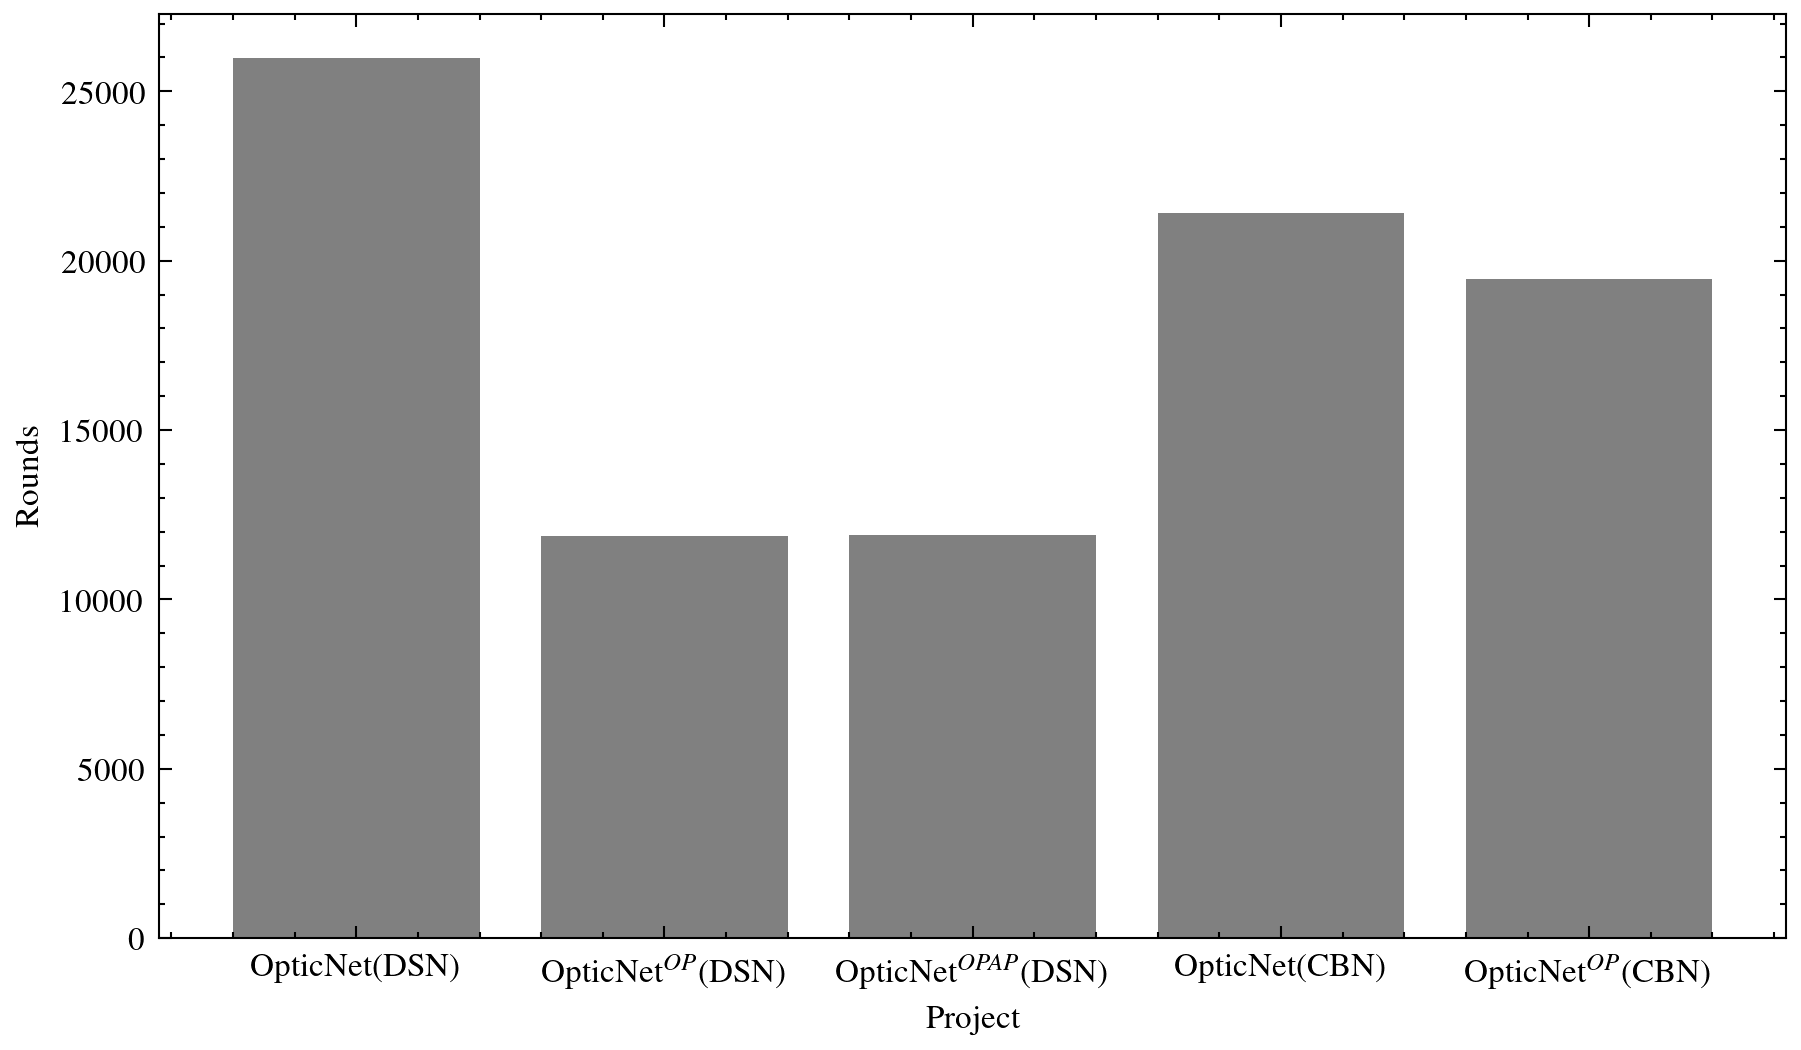 25000
20000
15000
10000
5000
0
Rounds
OpticNet(DSN) OpticNet^{OP}(DSN) OpticNet^{OPAP}(DSN) OpticNet(CBN) OpticNet^{OP}(CBN)
Project